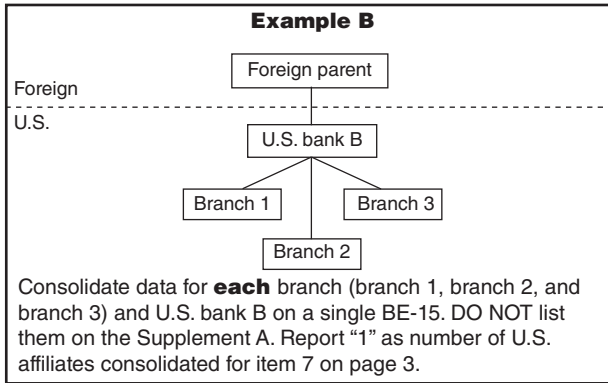 Example B
Foreign parent
Foreign
U.S.
U.S. bank B
Branch 1
Branch 3
Branch 2
Consolidate data for each branch (branch 1, branch 2, and
branch 3) and U.S. bank B on a single BE-15. DO NOT list
them on the Supplement A. Report “1” as number of U.S.
affiliates consolidated for item 7 on page 3.